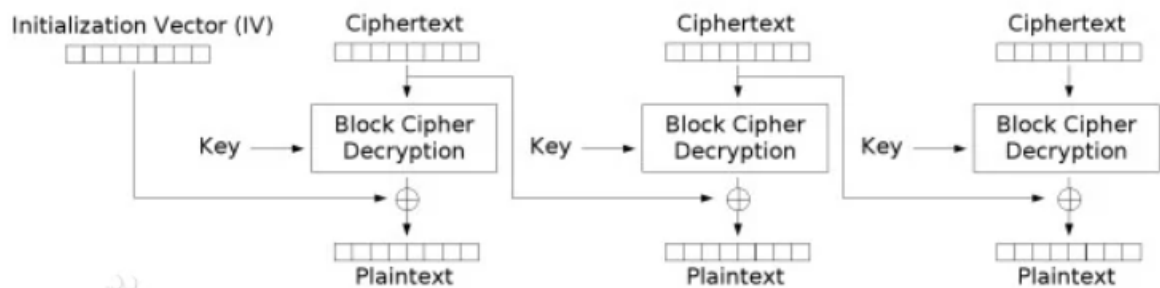 Initialization Vector (IV)
Ciphertext
Ciphertext
Ciphertext
Key
Block Cipher
Decryption
Key
Block Cipher
Decryption
Key
Block Cipher
Decryption
Plaintext
Plaintext
Plaintext